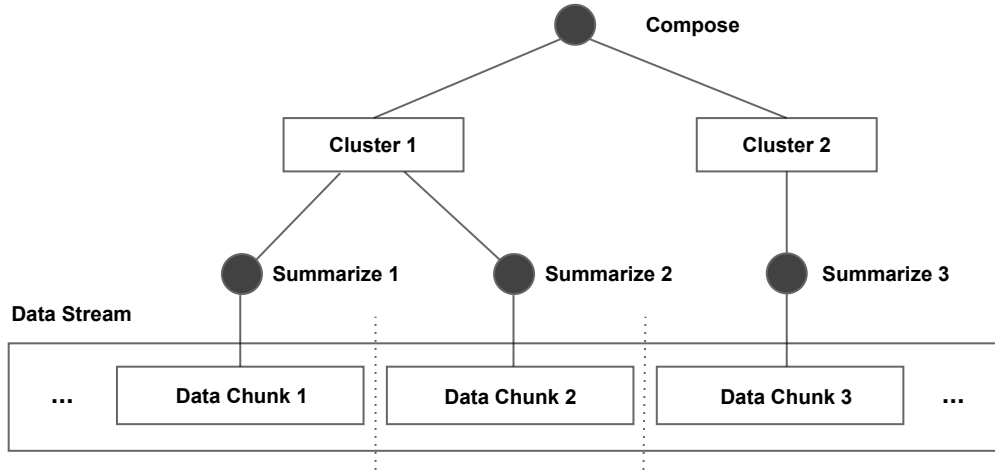 Compose
Cluster 1
Cluster 2
Summarize 1
Summarize 2
Summarize 3
Data Stream
...
Data Chunk 1
Data Chunk 2
Data Chunk 3
...